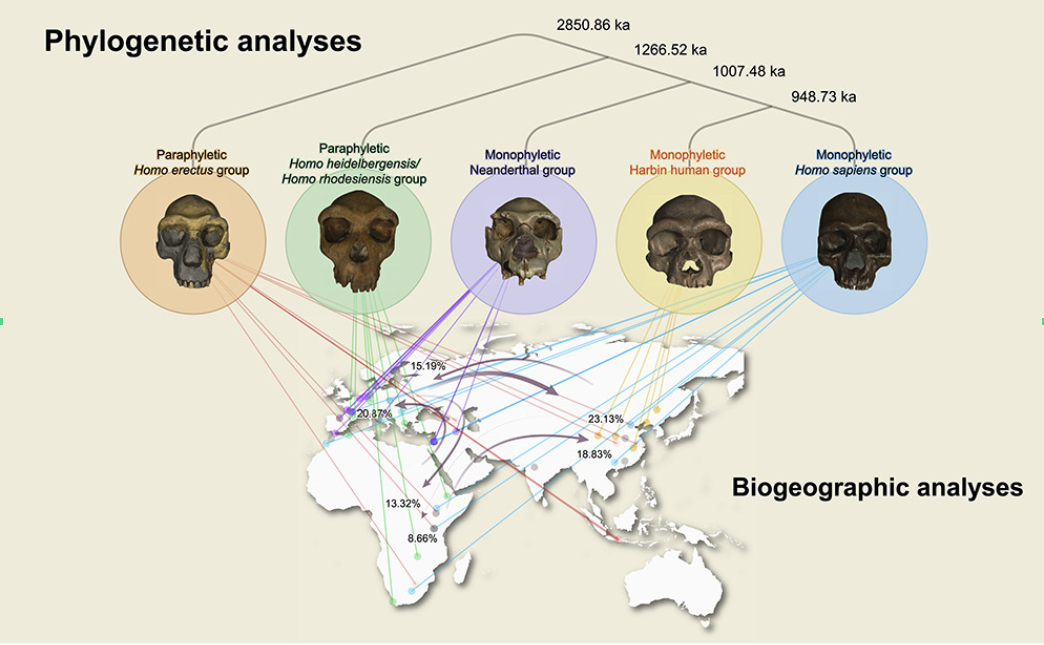 Phylogenetic analyses
2850.86 ka
1266.52 ka
1007.48 ka
948.73 ka
Paraphyletic
Homo erectus group
Paraphyletic
Homo heidelbergensis/
Homo rhodesiensis group
Monophyletic
Neanderthal group
Monophyletic
Harbin human group
Monophyletic
Homo sapiens group
15.19%
20.87%
23.13%
18.83%
13.32%
8.66%
Biogeographic analyses